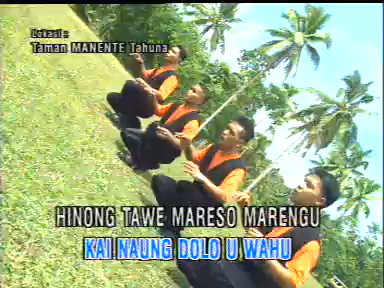 Lokasi :
Taman MANENTE Tahuna
HINONG TAWE MARESO MARENGU
KAI NAUNG DOLO U WAHU